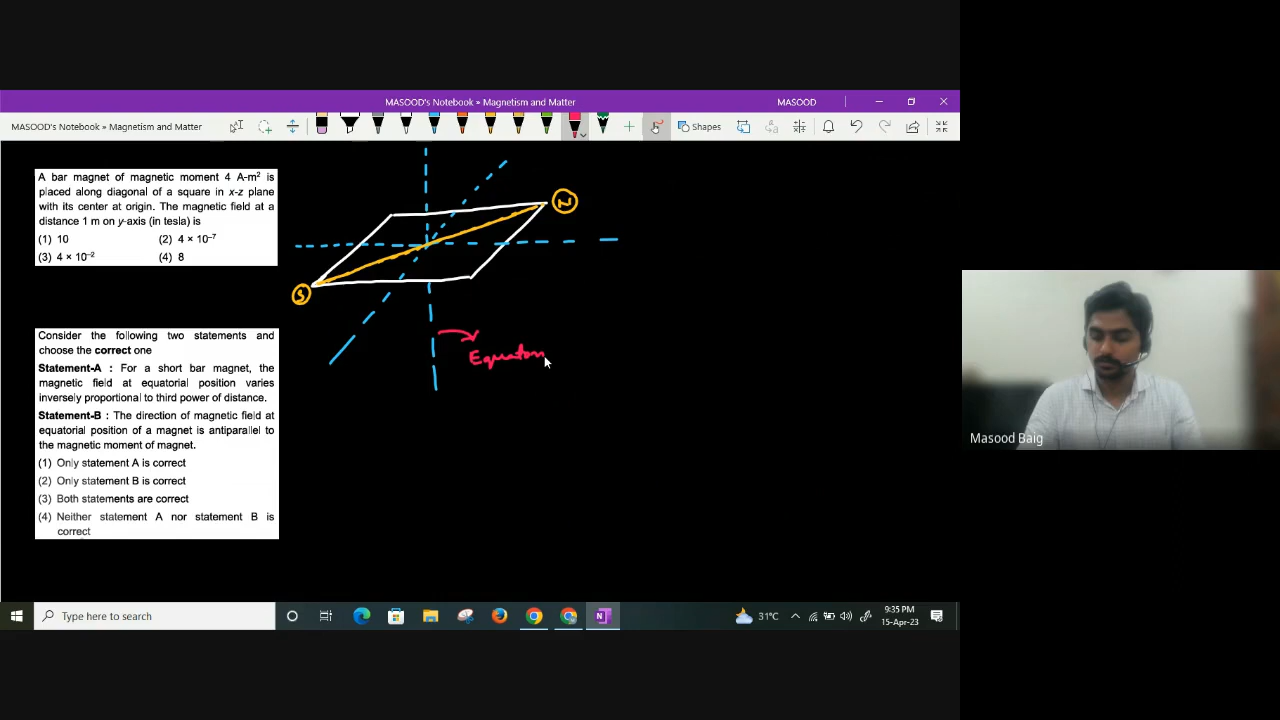 MASOOD's Notebook » Magnetism and Matter
MASOOD
MASOOD's Notebook » Magnetism and Matter
Shapes
A bar magnet of magnetic moment 4 A-m² is
placed along diagonal of a square in x-z plane
with its center at origin. The magnetic field at a
distance 1 m on y-axis (in tesla) is
(1) 10 (2) 4 × 10⁻⁷
(3) 4 × 10⁻² (4) 8
N
S
Equator
Consider the following two statements and
choose the correct one
Statement-A : For a short bar magnet, the
magnetic field at equatorial position varies
inversely proportional to third power of distance.
Statement-B : The direction of magnetic field at
equatorial position of a magnet is antiparallel to
the magnetic moment of magnet.
(1) Only statement A is correct
(2) Only statement B is correct
(3) Both statements are correct
(4) Neither statement A nor statement B is
correct
Masood Baig
Type here to search
31°C
9:35 PM
15-Apr-23